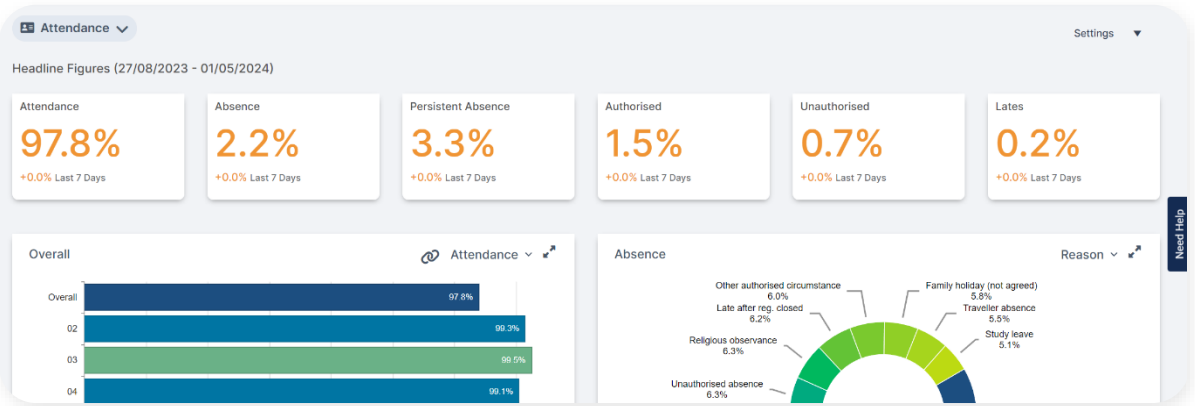 Attendance
Settings
Headline Figures (27/08/2023 - 01/05/2024)
Attendance
97.8%
+0.0% Last 7 Days
Absence
2.2%
+0.0% Last 7 Days
Persistent Absence
3.3%
+0.0% Last 7 Days
Authorised
1.5%
+0.0% Last 7 Days
Unauthorised
0.7%
+0.0% Last 7 Days
Lates
0.2%
+0.0% Last 7 Days
Need Help
Overall
Attendance
Overall 97.8%
02 99.3%
03 99.5%
04 99.1%
Absence
Reason
Other authorised circumstance
6.0%
Family holiday (not agreed)
5.8%
Late after reg. closed
6.2%
Traveller absence
5.5%
Religious observance
6.3%
Study leave
5.1%
Unauthorised absence
6.3%